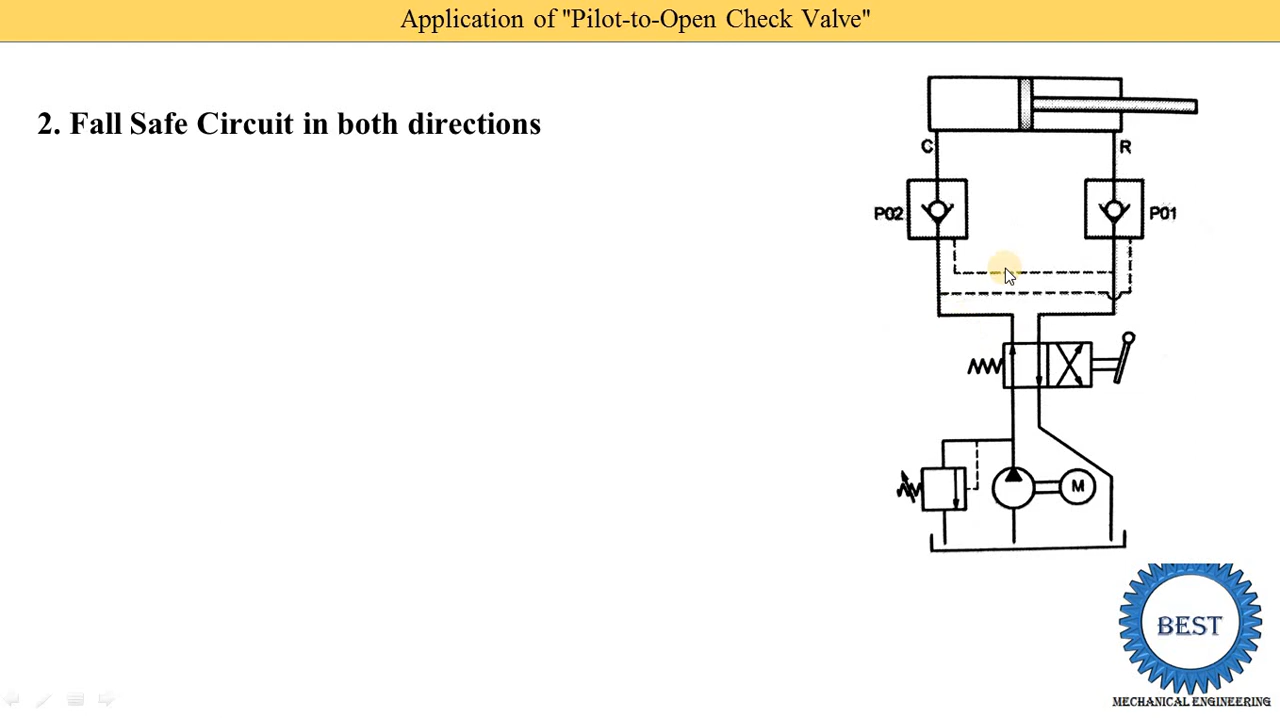 Application of "Pilot-to-Open Check Valve"
2. Fall Safe Circuit in both directions
C
R
P02
P01
M
BEST
MECHANICAL ENGINEERING